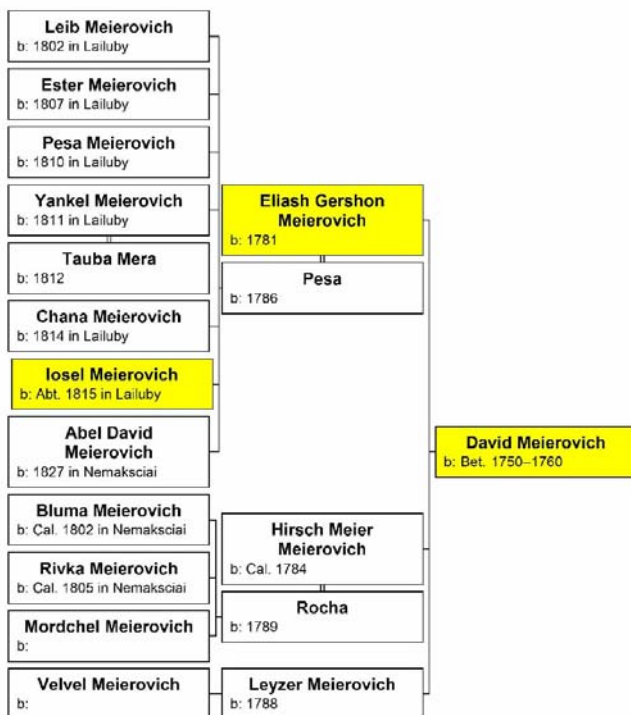 Leib Meierovich
b: 1802 in Lailuby
Ester Meierovich
b: 1807 in Lailuby
Pesa Meierovich
b: 1810 in Lailuby
Yankel Meierovich
b: 1811 in Lailuby
Tauba Mera
b: 1812
Chana Meierovich
b: 1814 in Lailuby
Iosel Meierovich
b: Abt. 1815 in Lailuby
Abel David
Meierovich
b: 1827 in Nemaksciai
Bluma Meierovich
b: Cal. 1802 in Nemaksciai
Rivka Meierovich
b: Cal. 1805 in Nemaksciai
Mordchel Meierovich
b:
Velvel Meierovich
b:
Eliash Gershon
Meierovich
b: 1781
Pesa
b: 1786
Hirsch Meier
Meierovich
b: Cal. 1784
Rocha
b: 1789
Leyzer Meierovich
b: 1788
David Meierovich
b: Bet. 1750–1760